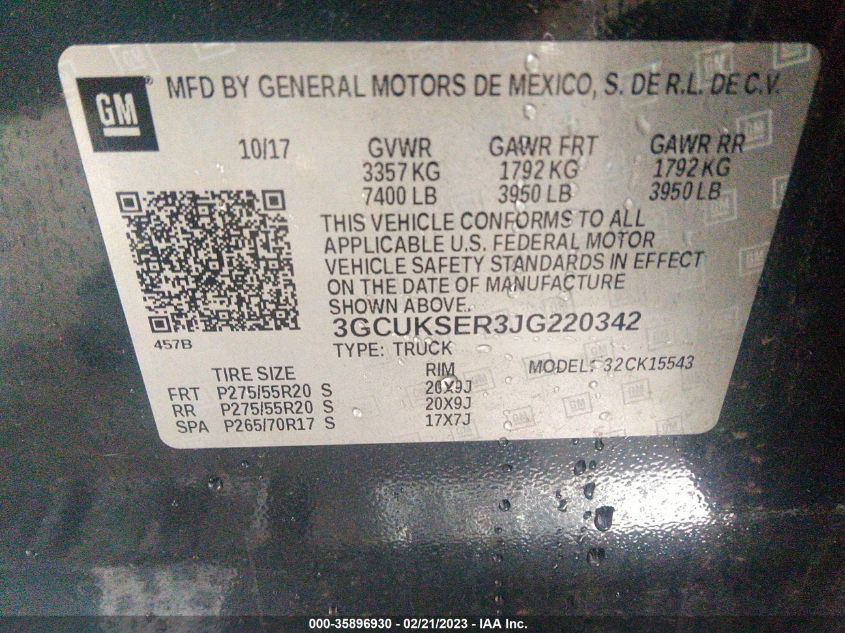 GM ® MFD BY GENERAL MOTORS DE MEXICO, S. DE R.L. DE C.V.
10/17 GVWR GAWR FRT GAWR RR
3357 KG 1792 KG 1792 KG
7400 LB 3950 LB 3950 LB
THIS VEHICLE CONFORMS TO ALL
APPLICABLE U.S. FEDERAL MOTOR
VEHICLE SAFETY STANDARDS IN EFFECT
ON THE DATE OF MANUFACTURE
SHOWN ABOVE.
3GCUKSER3JG220342
457B TYPE: TRUCK MODEL: 32CK15543
TIRE SIZE RIM
FRT P275/55R20 S 20X9J
RR P275/55R20 S 20X9J
SPA P265/70R17 S 17X7J
000-35896930 - 02/21/2023 - IAA Inc.